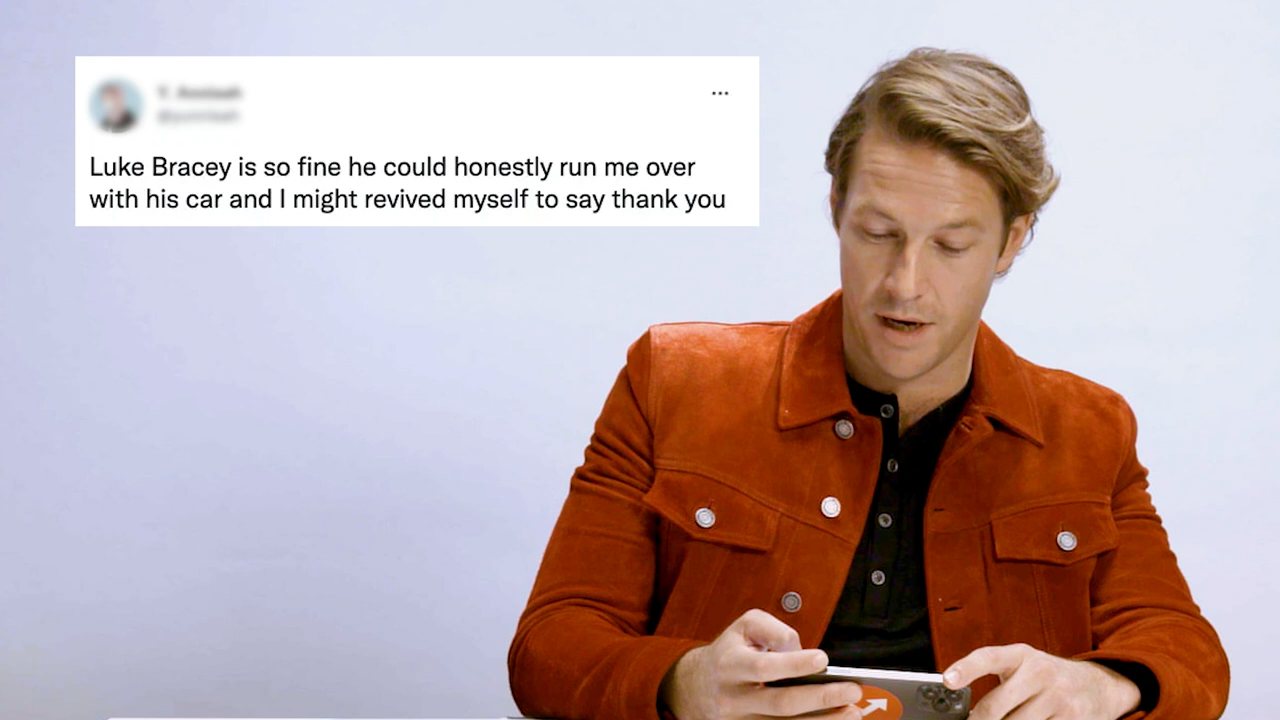 Luke Bracey is so fine he could honestly run me over
with his car and I might revived myself to say thank you